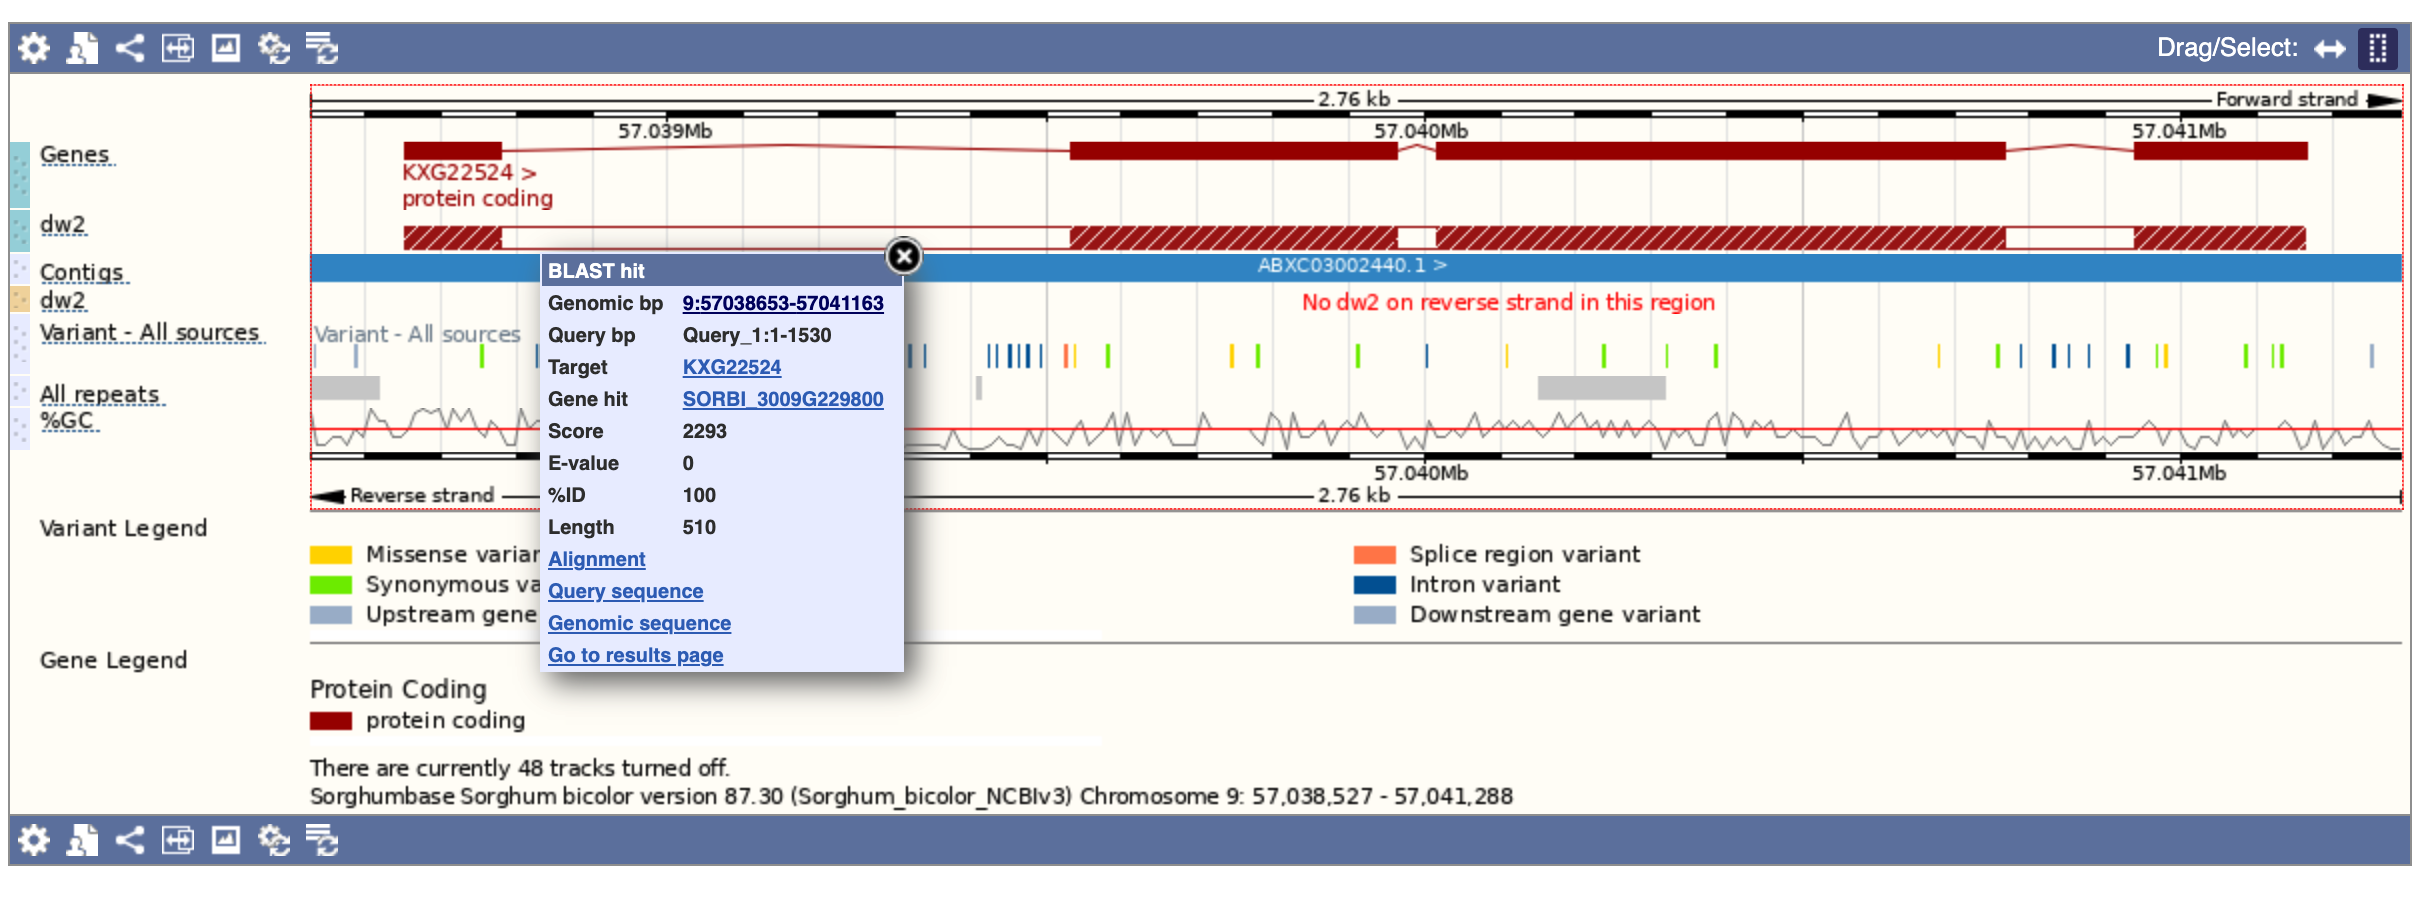 Drag/Select:
2.76 kb
Forward strand
57.039Mb 57.040Mb 57.041Mb
Genes
KXG22524 >
protein coding
dw2
Contigs
ABXC03002440.1 >
dw2
No dw2 on reverse strand in this region
Variant - All sources
Variant - All sources
All repeats
%GC
57.040Mb 57.041Mb
Reverse strand
2.76 kb
BLAST hit
Genomic bp 9:57038653-57041163
Query bp Query_1:1-1530
Target KXG22524
Gene hit SORBI_3009G229800
Score 2293
E-value 0
%ID 100
Length 510
Alignment
Query sequence
Genomic sequence
Go to results page
Variant Legend
Missense varian
Synonymous va
Upstream gene
Splice region variant
Intron variant
Downstream gene variant
Gene Legend
Protein Coding
protein coding
There are currently 48 tracks turned off.
Sorghumbase Sorghum bicolor version 87.30 (Sorghum_bicolor_NCBIv3) Chromosome 9: 57,038,527 - 57,041,288